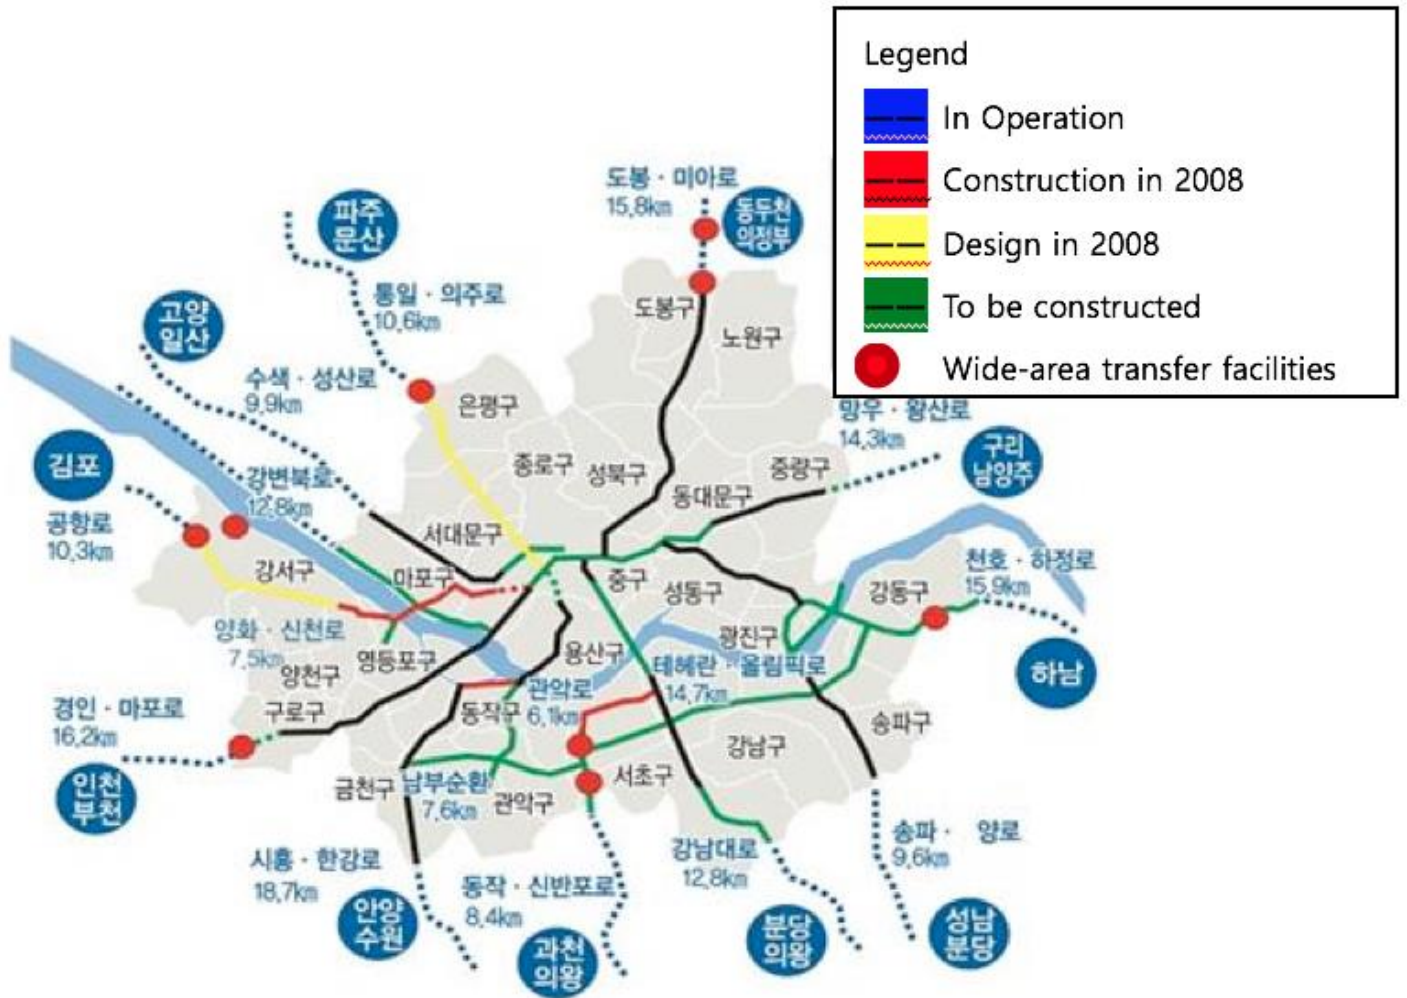 Legend
In Operation
Construction in 2008
Design in 2008
To be constructed
Wide-area transfer facilities
도봉 · 미아로
15.8km
동두천
의정부
파주
문산
통일 · 의주로
10.6km
도봉구
노원구
고양
일산
수색 · 성산로
9.9km
은평구
망우 · 왕산로
14.3km
구리
남양주
김포
강변북로
12.8km
종로구
성북구
중량구
동대문구
공항로
10.3km
서대문구
강서구
마포구
중구
성동구
강동구
천호 · 하정로
15.9km
양화 · 신천로
7.5km
양천구
영등포구
용산구
광진구
테헤란 · 올림픽로
14.7km
하남
경인 · 마포로
16.2km
구로구
동작구
관악로
6.1km
강남구
송파구
인천
부천
금천구
남부순환
7.6km
관악구
서초구
시흥 · 한강로
18.7km
안양
수원
동작 · 신반포로
8.4km
과천
의왕
강남대로
12.8km
분당
의왕
송파 · 양로
9.6km
성남
분당